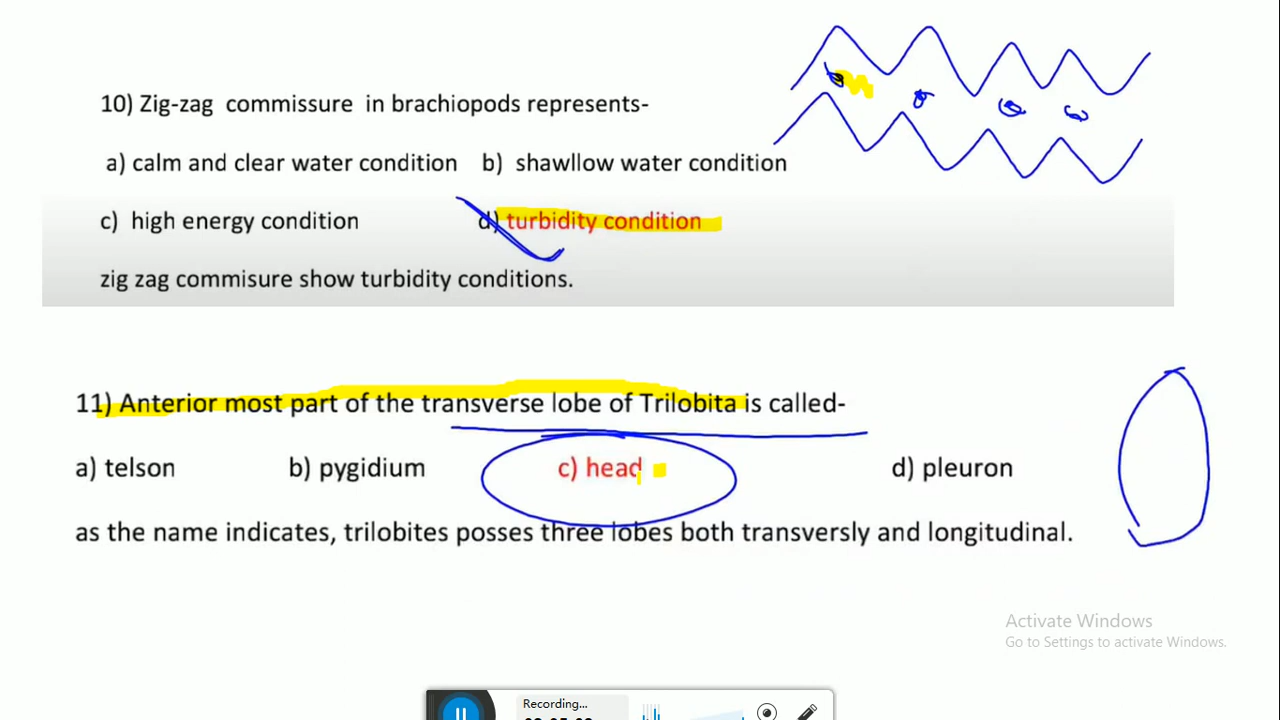 10) Zig-zag commissure in brachiopods represents-
a) calm and clear water condition b) shawllow water condition
c) high energy condition d) turbidity condition
zig zag commisure show turbidity conditions.
11) Anterior most part of the transverse lobe of Trilobita is called-
a) telson b) pygidium c) head d) pleuron
as the name indicates, trilobites posses three lobes both transversly and longitudinal.
Activate Windows
Go to Settings to activate Windows.
Recording...